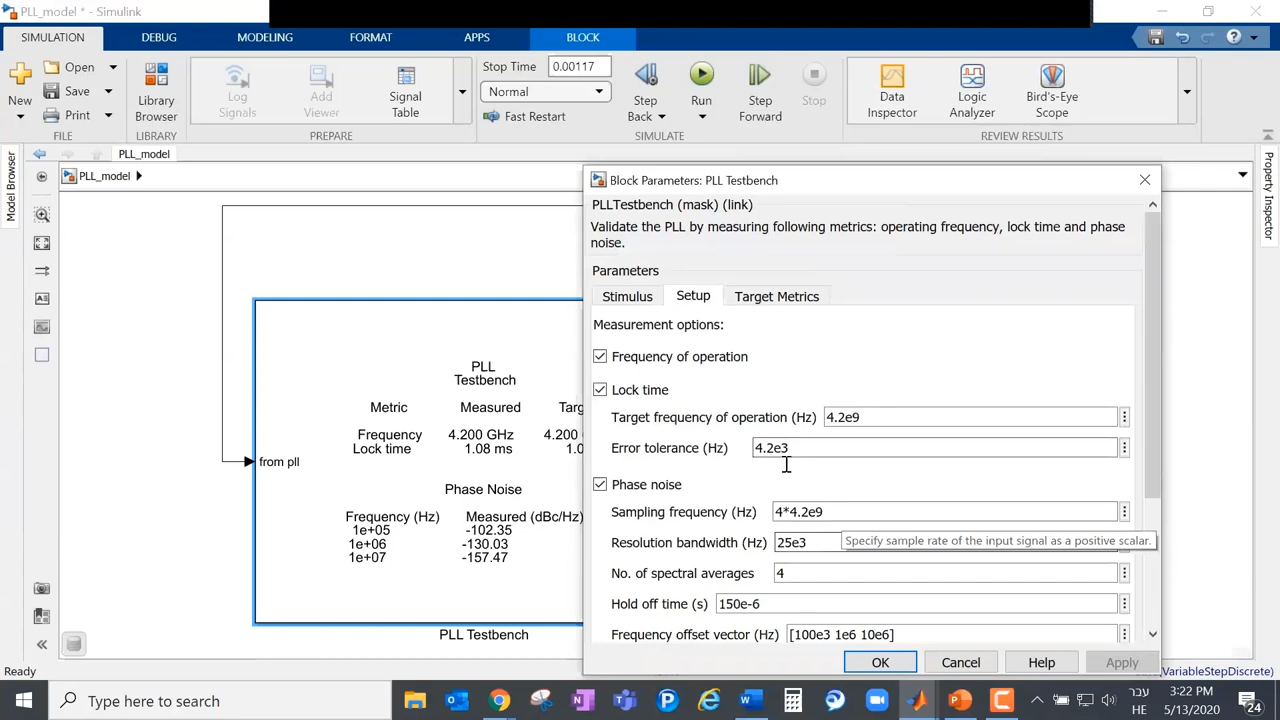 PLL_model * - Simulink
SIMULATION DEBUG MODELING FORMAT APPS BLOCK
New
Open
Save
Print
FILE
Library Browser
LIBRARY
Log Signals
Add Viewer
Signal Table
PREPARE
Stop Time 0.00117
Normal
Fast Restart
Step Back
Run
Step Forward
Stop
SIMULATE
Data Inspector
Logic Analyzer
Bird's-Eye Scope
REVIEW RESULTS
Model Browser
PLL_model
PLL_model
Property Inspector
from pll
PLL
Testbench
Metric Measured Targ
Frequency 4.200 GHz 4.200
Lock time 1.08 ms 1.0
Phase Noise
Frequency (Hz) Measured (dBc/Hz)
1e+05 -102.35
1e+06 -130.03
1e+07 -157.47
PLL Testbench
Block Parameters: PLL Testbench
PLLTestbench (mask) (link)
Validate the PLL by measuring following metrics: operating frequency, lock time and phase
noise.
Parameters
Stimulus Setup Target Metrics
Measurement options:
Frequency of operation
Lock time
Target frequency of operation (Hz) 4.2e9
Error tolerance (Hz) 4.2e3
Phase noise
Sampling frequency (Hz) 4*4.2e9
Specify sample rate of the input signal as a positive scalar.
Resolution bandwidth (Hz) 25e3
No. of spectral averages 4
Hold off time (s) 150e-6
Frequency offset vector (Hz) [100e3 1e6 10e6]
OK Cancel Help Apply
Ready
(VariableStepDiscrete)
Type here to search
עבר
HE
3:22 PM
5/13/2020
24